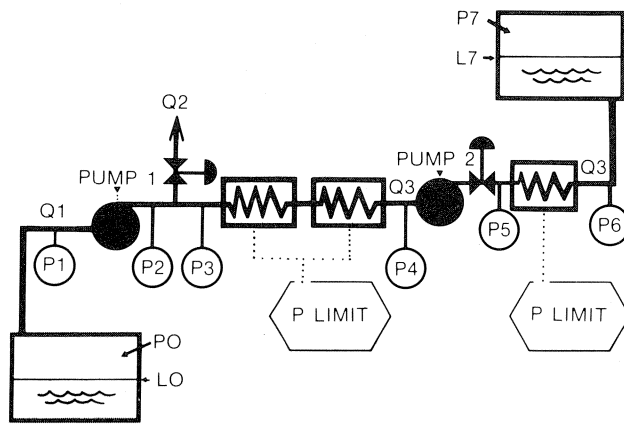 P7
L7
Q2
PUMP 1
PUMP 2
Q1
Q3
Q3
P1
P2
P3
P4
P5
P6
P LIMIT
P LIMIT
PO
LO